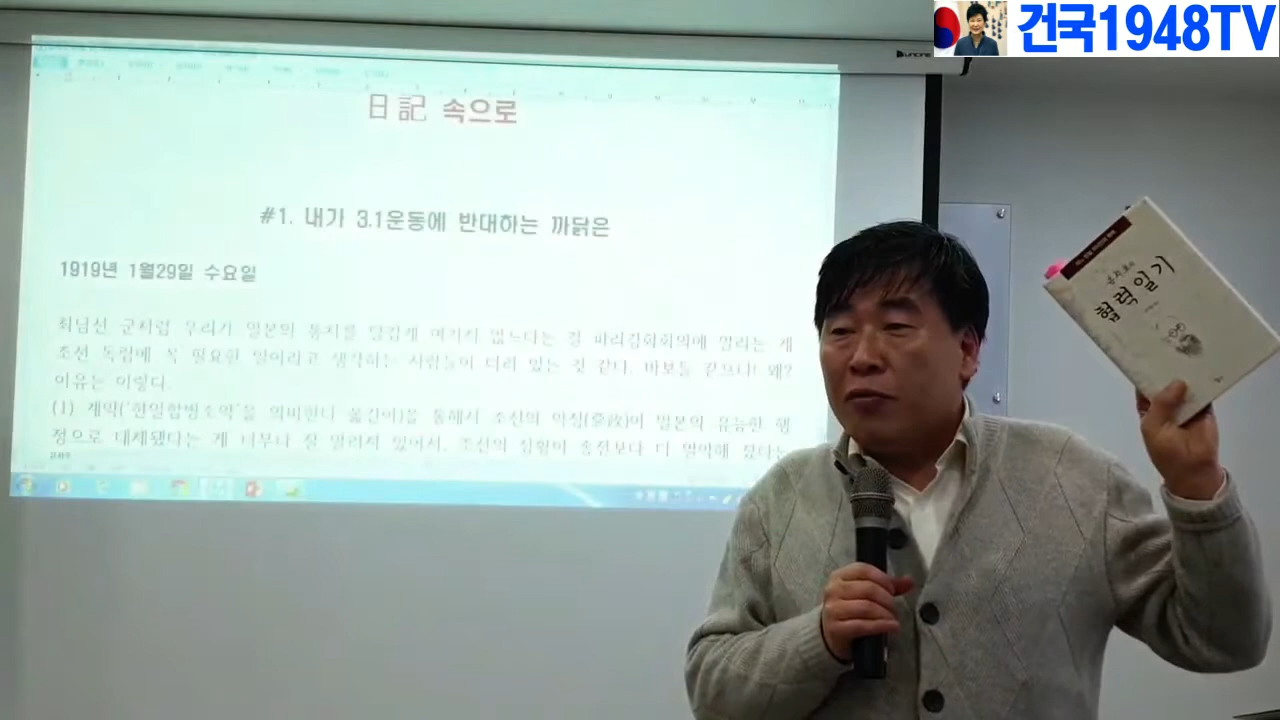 건국1948TV
日記 속으로
#1. 내가 3.1운동에 반대하는 까닭은
1919년 1월29일 수요일
최남선 군처럼 우리가 일본의 통치를 달갑게 여기지 않느다는 걸 파리강화회의에 알리는 게
조선 독립에 꼭 필요한 일이라고 생각하는 사람들이 더러 있는 것 같다. 바보들 같으니! 왜?
이유는 이렇다.
(1) 계약('한일합병조약'을 의미한다 옮긴이)을 통해서 조선의 악정(惡政)이 일본의 유능한 행
정으로 대체됐다는 게 너무나 잘 알려져 있어서, 조선의 상황이 종전보다 더 열악해 졌다는
협력일기